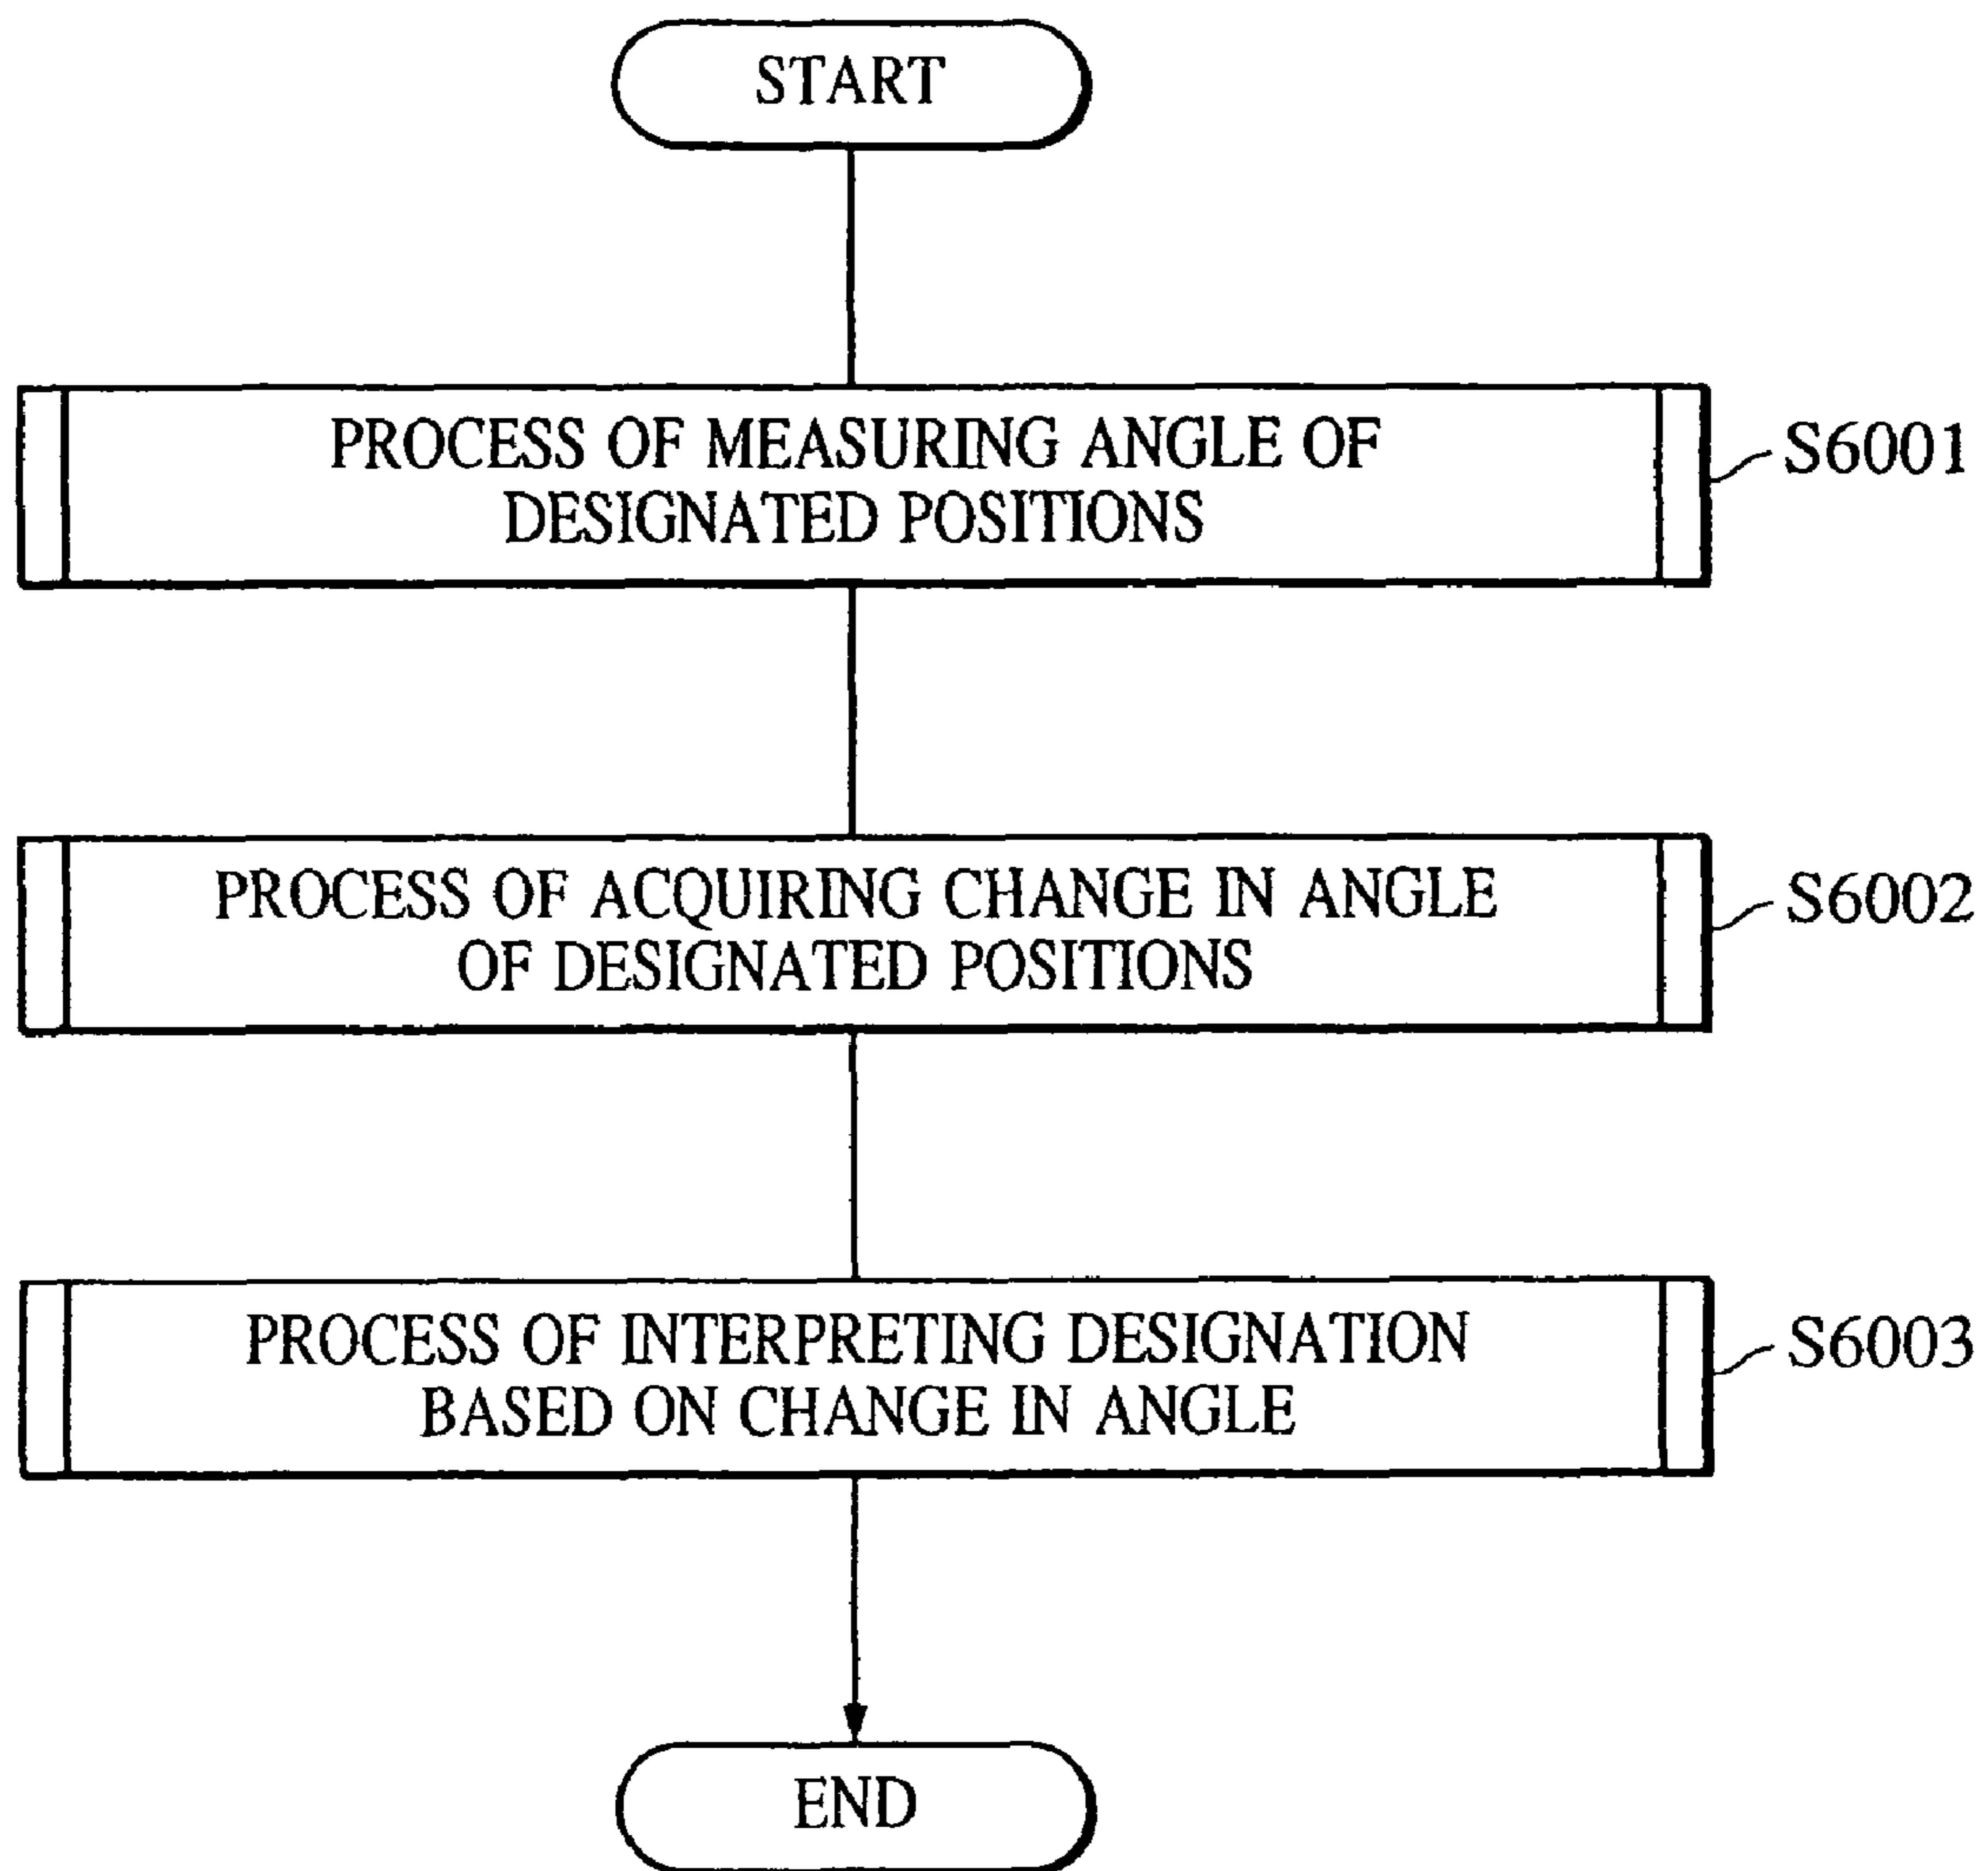 START
PROCESS OF MEASURING ANGLE OF
DESIGNATED POSITIONS
S6001
PROCESS OF ACQUIRING CHANGE IN ANGLE
OF DESIGNATED POSITIONS
S6002
PROCESS OF INTERPRETING DESIGNATION
BASED ON CHANGE IN ANGLE
S6003
END